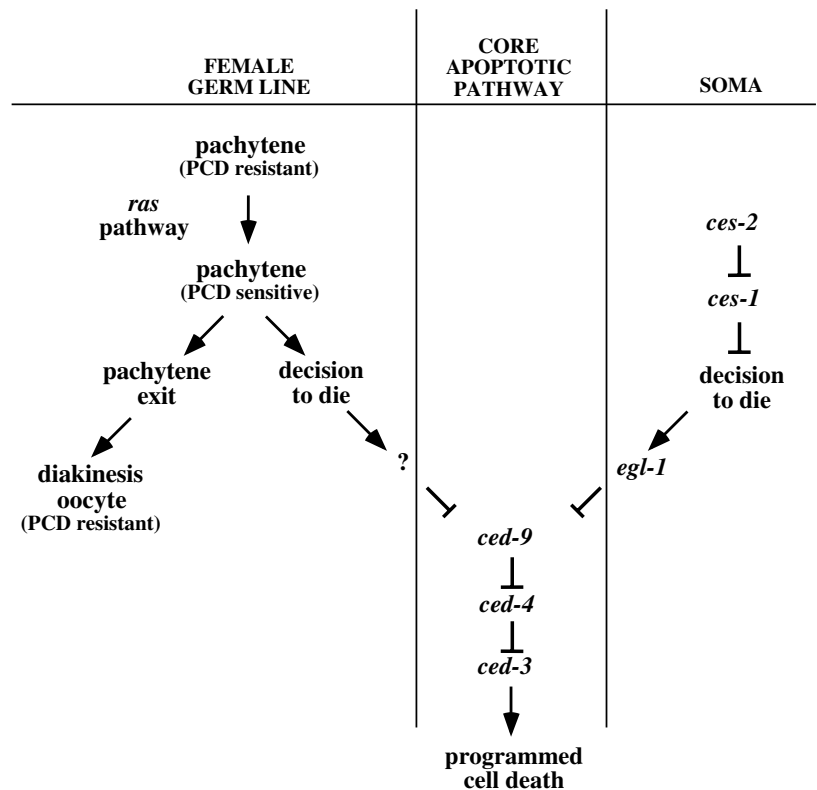 FEMALE
GERM LINE
CORE
APOPTOTIC
PATHWAY
SOMA
pachytene
(PCD resistant)
ras
pathway
pachytene
(PCD sensitive)
pachytene
exit
decision
to die
diakinesis
oocyte
(PCD resistant)
?
ces-2
ces-1
decision
to die
egl-1
ced-9
ced-4
ced-3
programmed
cell death